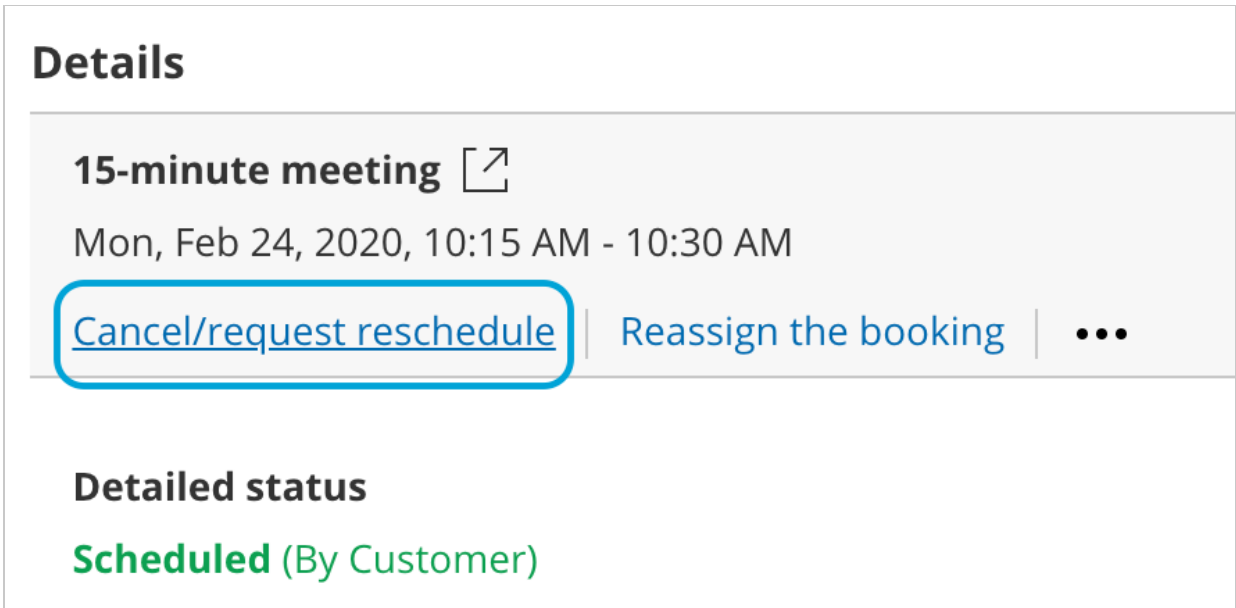 Details
15-minute meeting
Mon, Feb 24, 2020, 10:15 AM - 10:30 AM
Cancel/request reschedule Reassign the booking •••
Detailed status
Scheduled (By Customer)